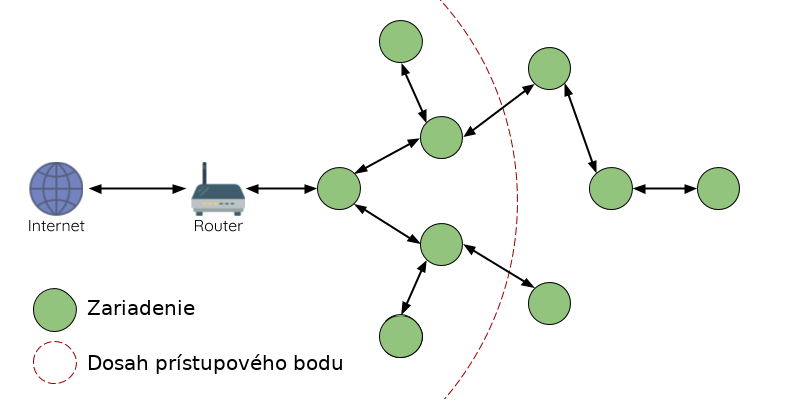 Internet
Router
Zariadenie
Dosah prístupového bodu